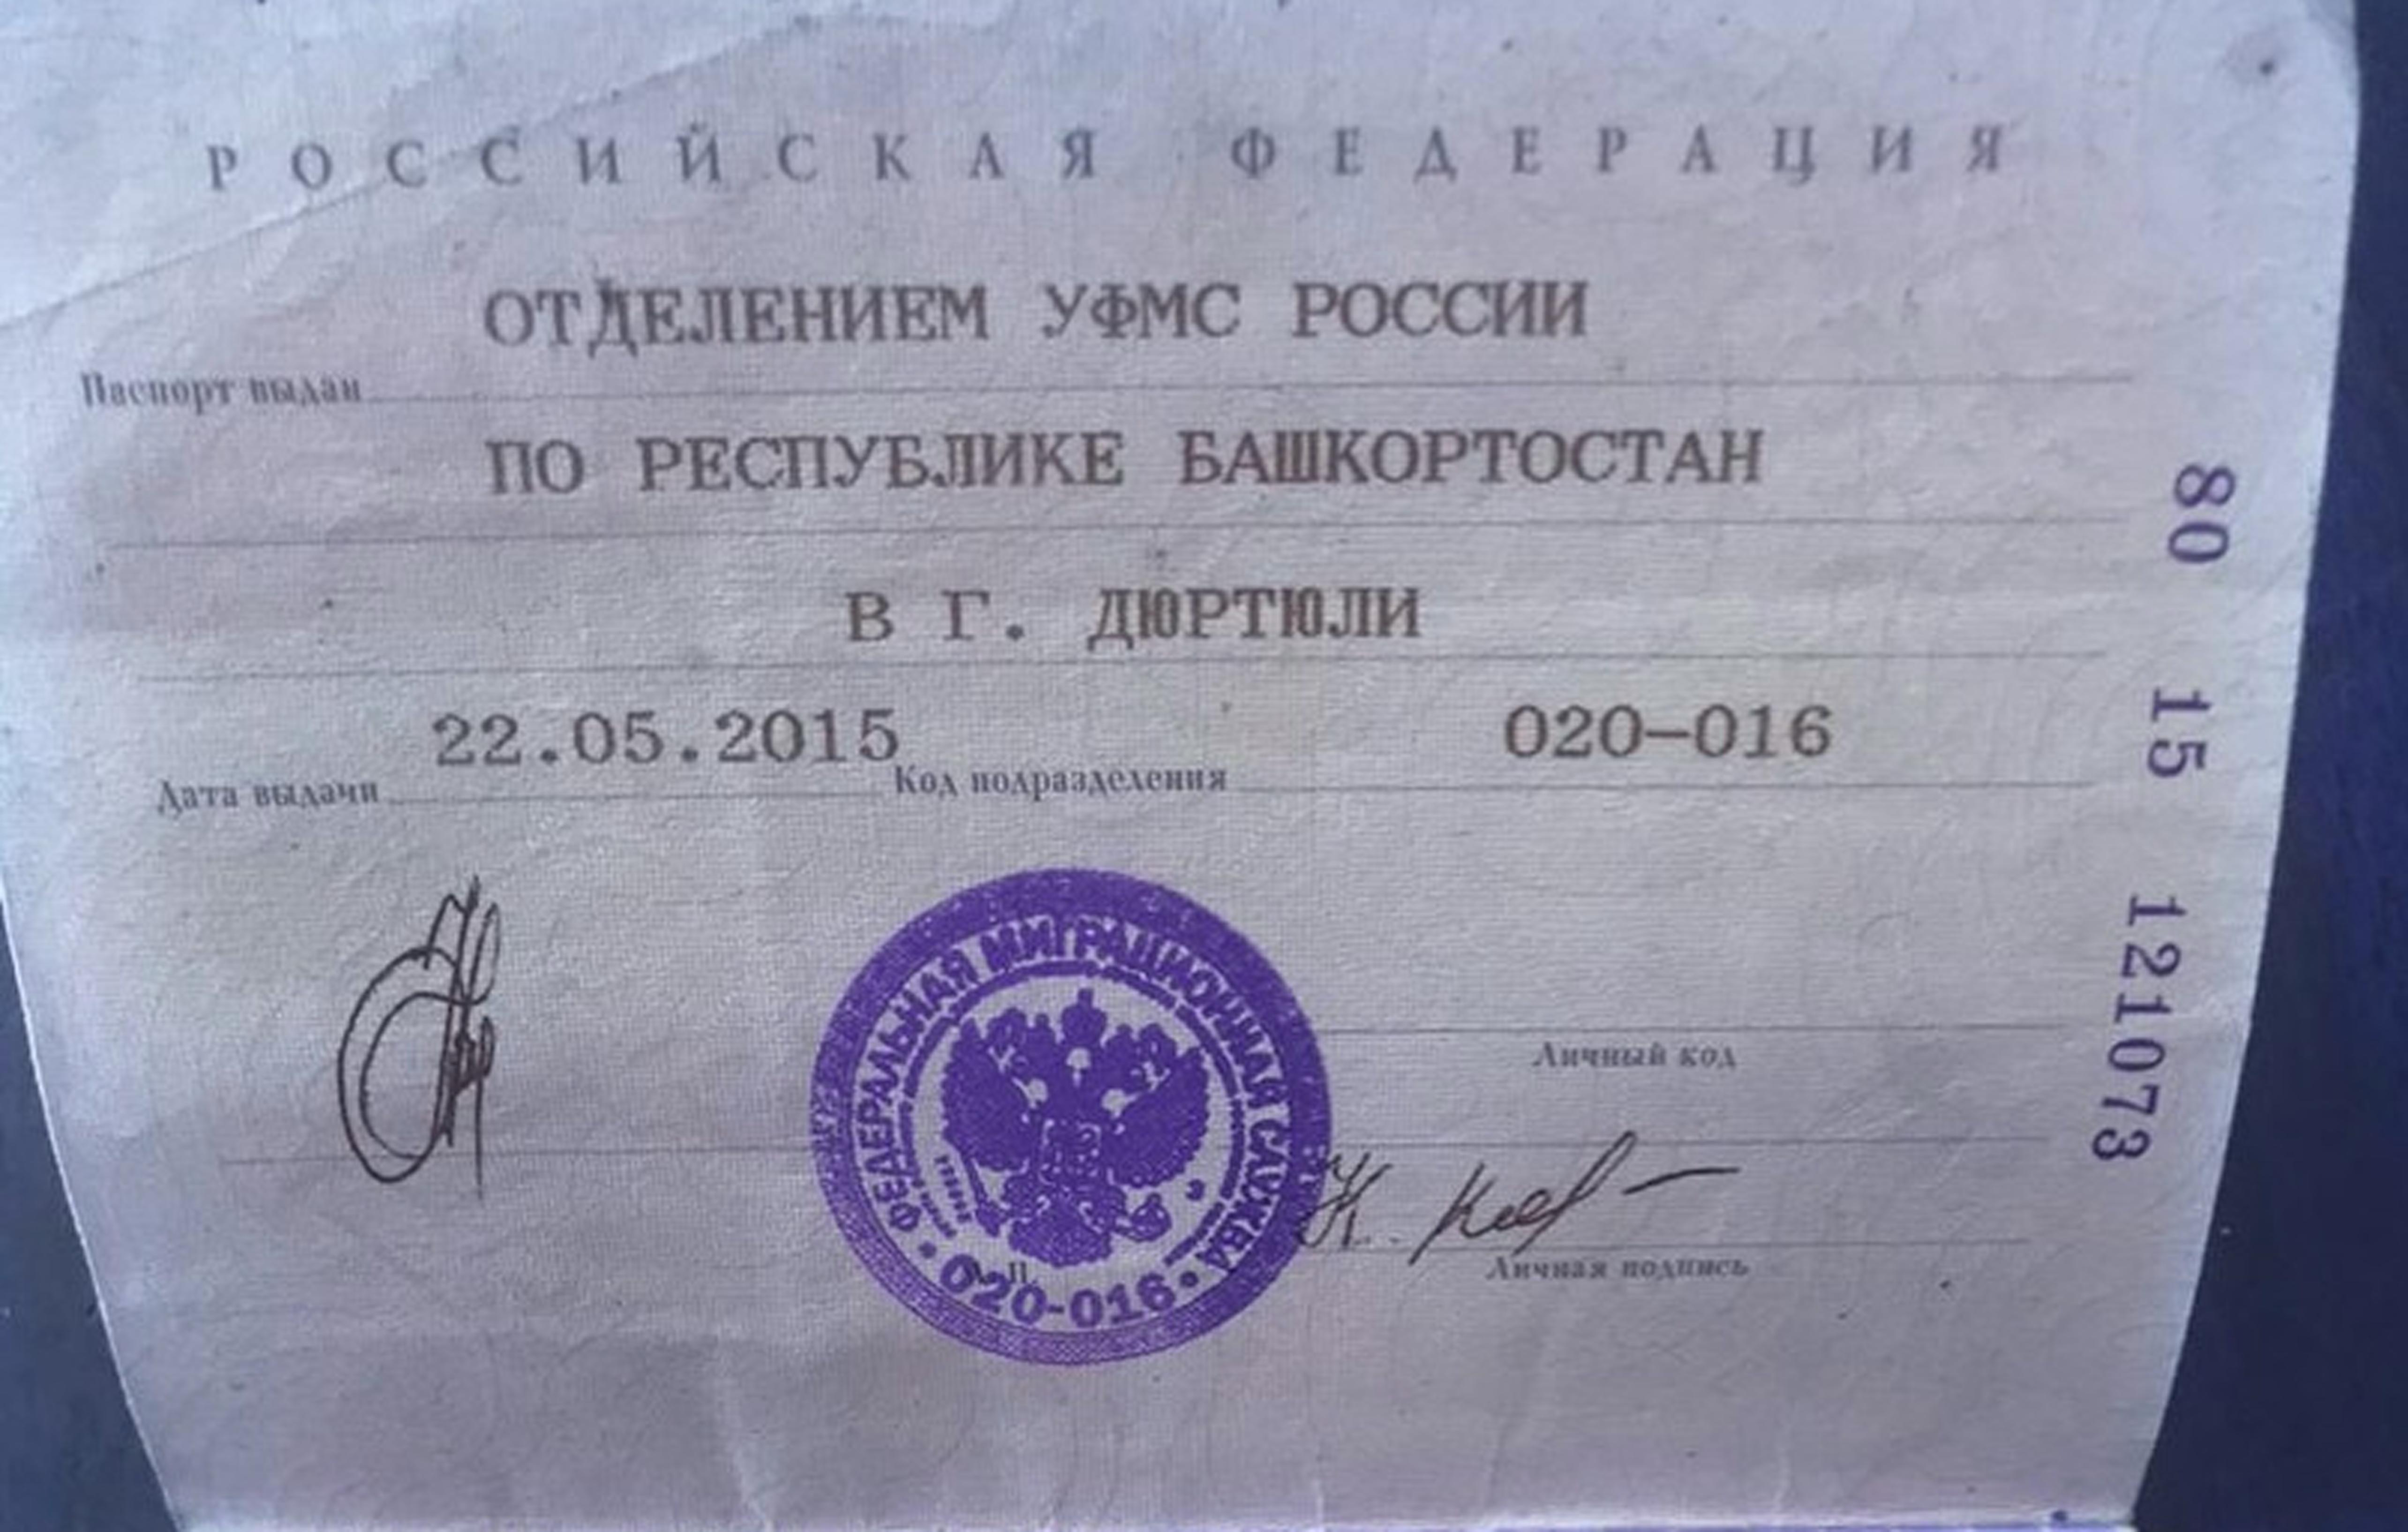 РОССИЙСКАЯ ФЕДЕРАЦИЯ
ОТДЕЛЕНИЕМ УФМС РОССИИ
Паспорт выдан
ПО РЕСПУБЛИКЕ БАШКОРТОСТАН
В Г. ДЮРТЮЛИ
22.05.2015 020-016
Дата выдачи Код подразделения
80 15 121073
ФЕДЕРАЛЬНАЯ МИГРАЦИОННАЯ СЛУЖБА
020-016
Личный код
Личная подпись